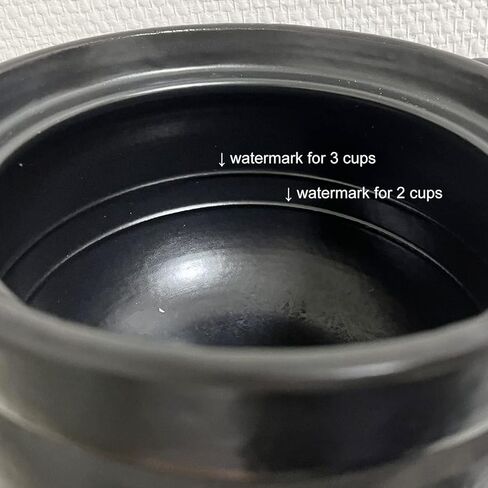 ↓ watermark for 3 cups
↓ watermark for 2 cups